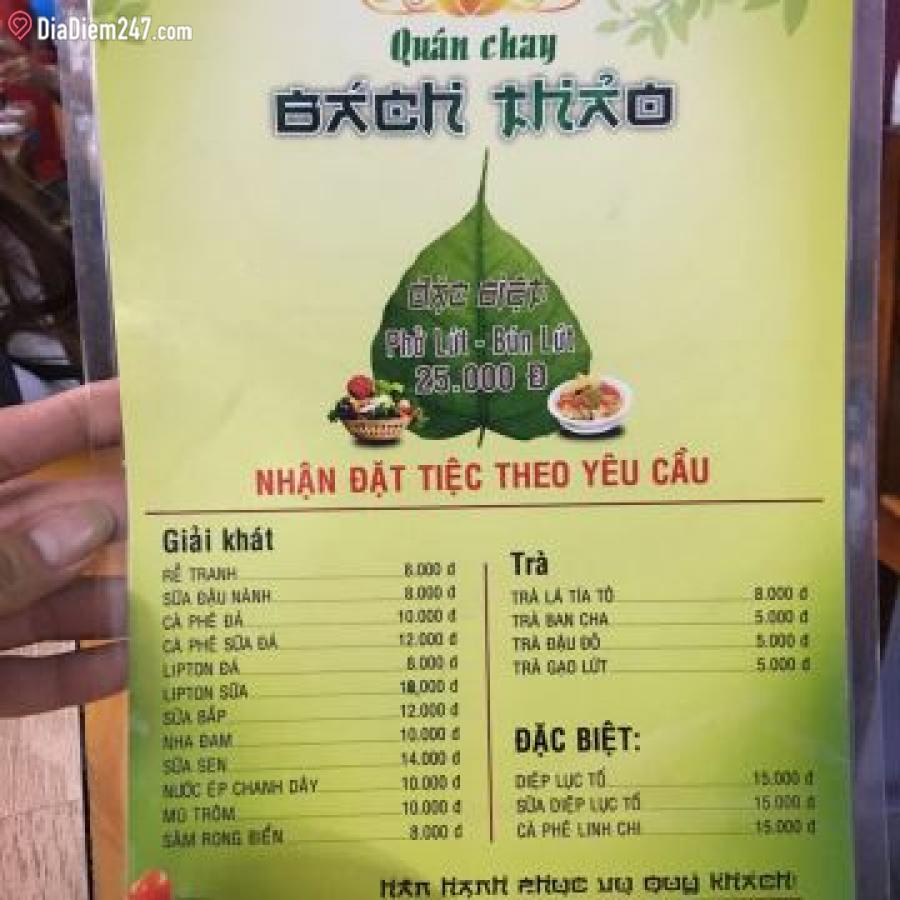 DiaDiem247.com
Quán chay
BÁCH THẢO
ĐẶC BIỆT
Phở Lứt - Bún Lứt
25.000 Đ
NHẬN ĐẶT TIỆC THEO YÊU CẦU
Giải khát
RỄ TRANH 8.000 đ
SỮA ĐẬU NÀNH 8.000 đ
CÀ PHÊ ĐÁ 10.000 đ
CÀ PHÊ SỮA ĐÁ 12.000 đ
LIPTON ĐÁ 8.000 đ
LIPTON SỮA 18.000 đ
SỮA BẮP 12.000 đ
NHA ĐAM 10.000 đ
SỮA SEN 14.000 đ
NƯỚC ÉP CHANH DÂY 10.000 đ
MỦ TRÔM 10.000 đ
SÂM RONG BIỂN 8.000 đ
Trà
TRÀ LÁ TÍA TÔ 8.000 đ
TRÀ BAN CHA 5.000 đ
TRÀ ĐẬU ĐỎ 5.000 đ
TRÀ GẠO LỨT 5.000 đ
ĐẶC BIỆT:
DIỆP LỤC TỐ 15.000 đ
SỮA DIỆP LỤC TỐ 15.000 đ
CÀ PHÊ LINH CHI 15.000 đ
HÂN HẠNH PHỤC VỤ QUÝ KHÁCH